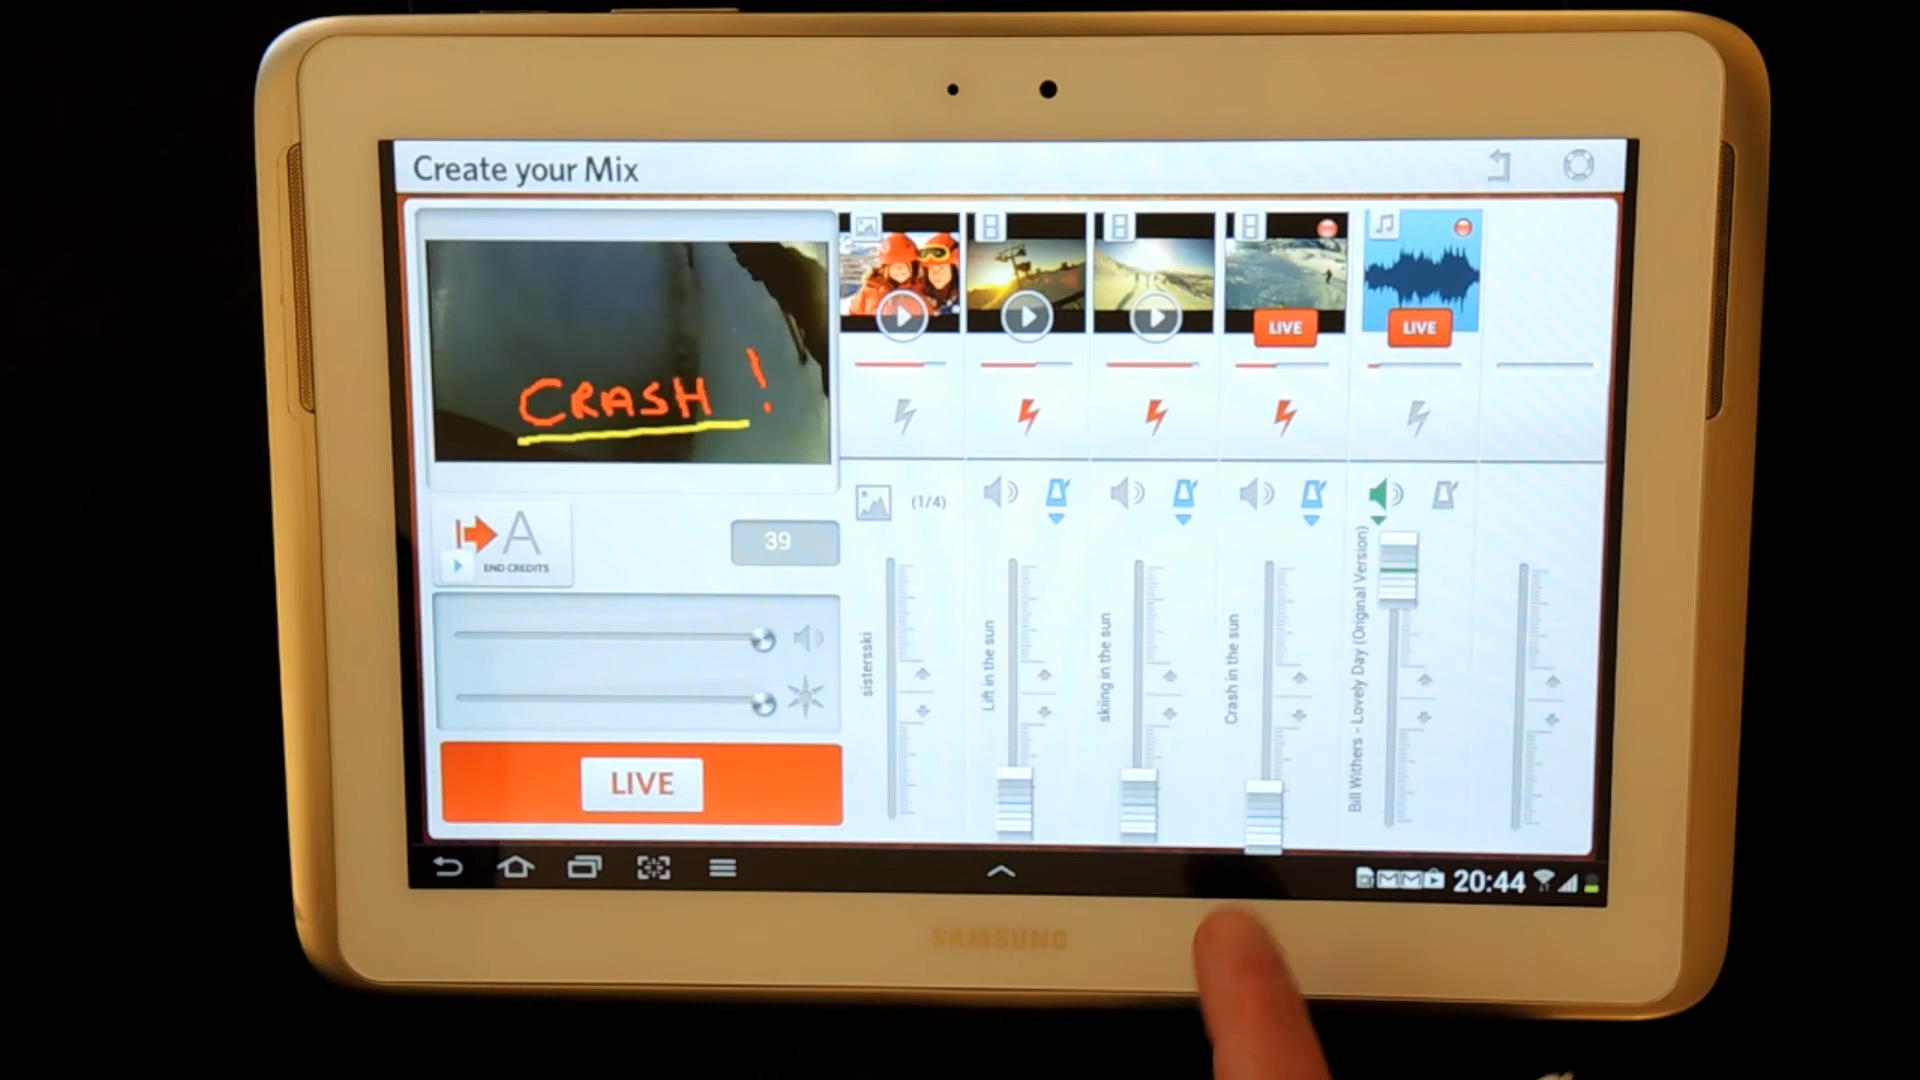 Create your Mix
CRASH!
LIVE
LIVE
(1/4)
A
END CREDITS
39
sistersski
Lift in the sun
skiing in the sun
Crash in the sun
Bill Withers - Lovely Day (Original Version)
LIVE
20:44
SAMSUNG